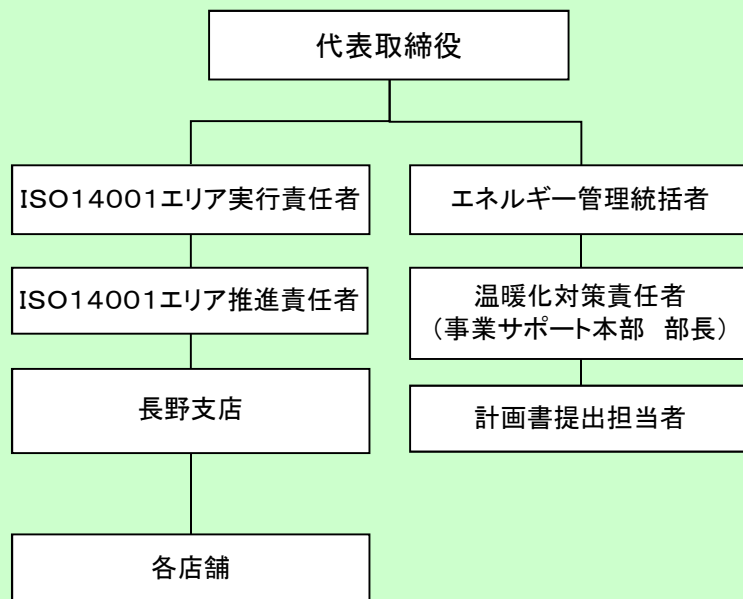 代表取締役
ISO14001エリア実行責任者
ISO14001エリア推進責任者
長野支店
各店舗
エネルギー管理統括者
温暖化対策責任者
（事業サポート本部　部長）
計画書提出担当者